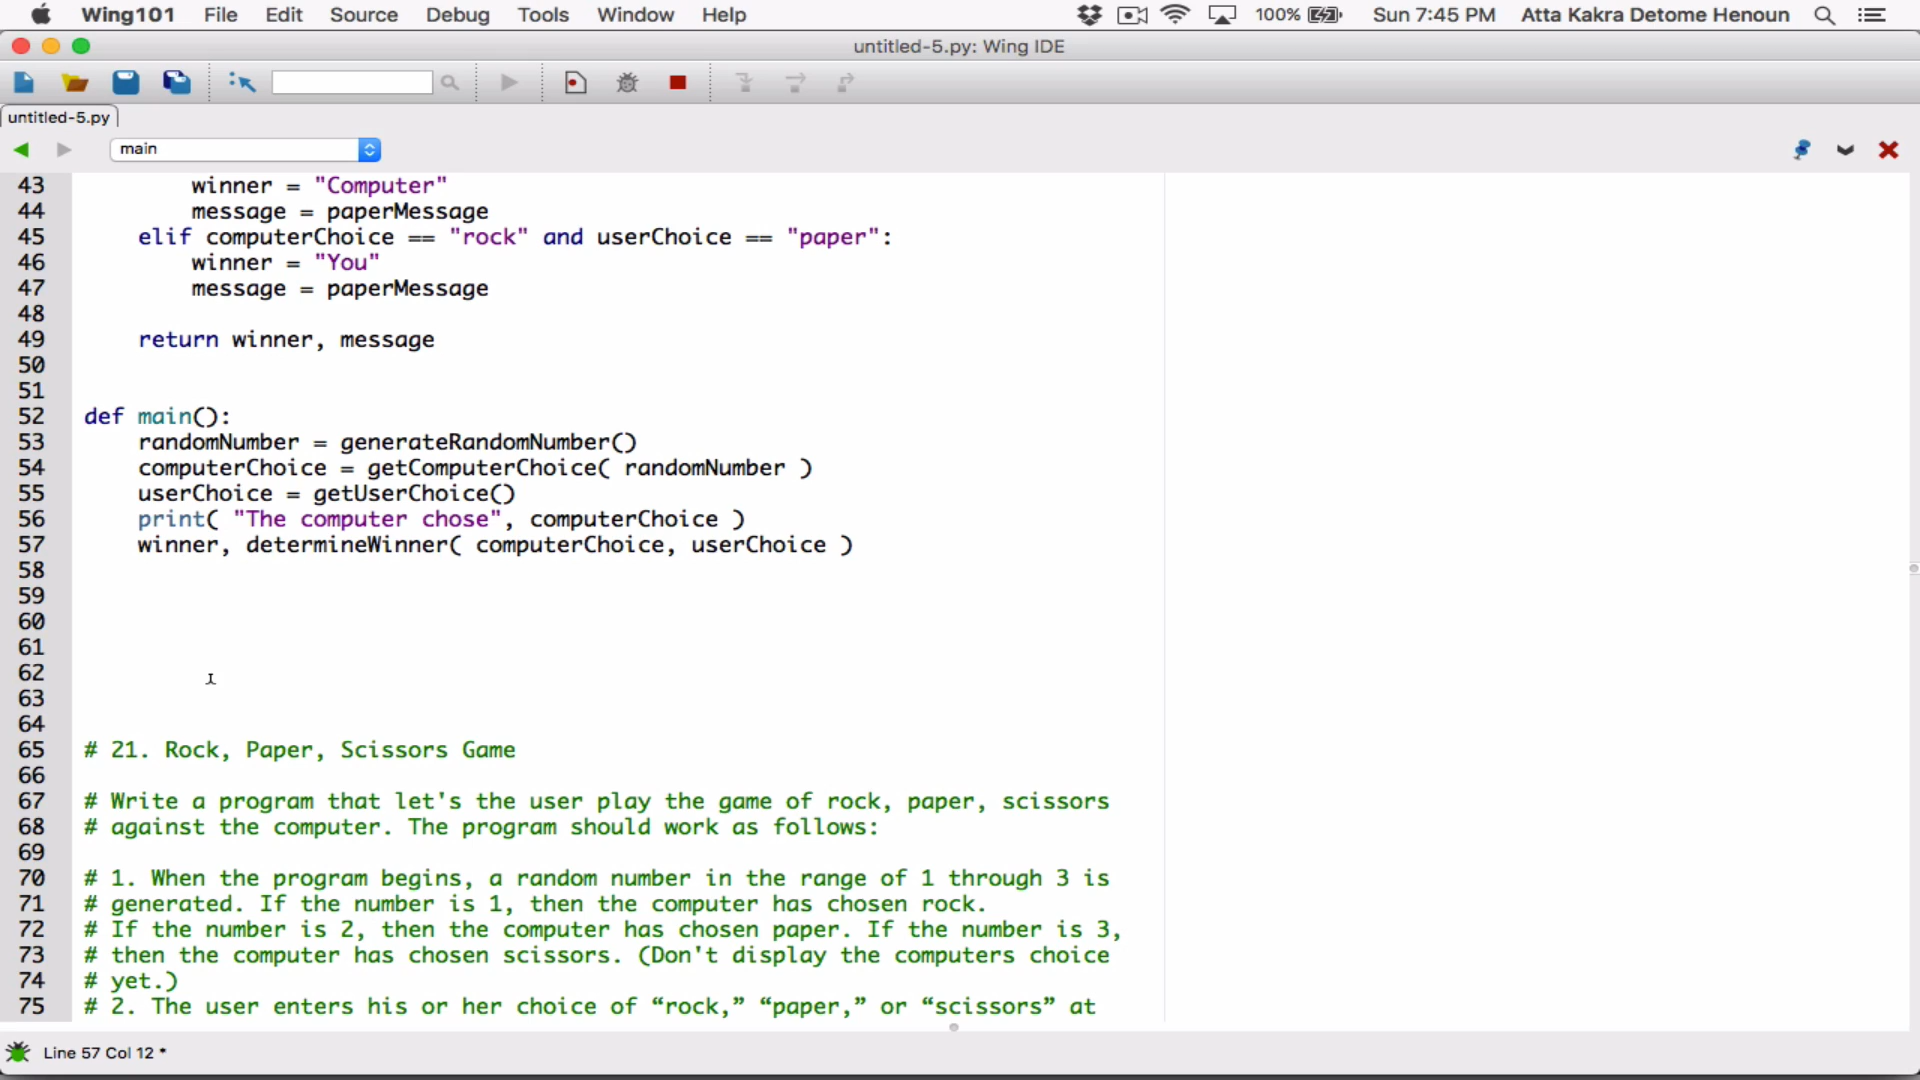 Wing101 File Edit Source Debug Tools Window Help 100% Sun 7:45 PM Atta Kakra Detome Henoun
untitled-5.py: Wing IDE
untitled-5.py
main
43 winner = "Computer"
44 message = paperMessage
45 elif computerChoice == "rock" and userChoice == "paper":
46 winner = "You"
47 message = paperMessage
48
49 return winner, message
50
51
52 def main():
53 randomNumber = generateRandomNumber()
54 computerChoice = getComputerChoice( randomNumber )
55 userChoice = getUserChoice()
56 print( "The computer chose", computerChoice )
57 winner, determineWinner( computerChoice, userChoice )
58
59
60
61
62
63
64
65 # 21. Rock, Paper, Scissors Game
66
67 # Write a program that let's the user play the game of rock, paper, scissors
68 # against the computer. The program should work as follows:
69
70 # 1. When the program begins, a random number in the range of 1 through 3 is
71 # generated. If the number is 1, then the computer has chosen rock.
72 # If the number is 2, then the computer has chosen paper. If the number is 3,
73 # then the computer has chosen scissors. (Don't display the computers choice
74 # yet.)
75 # 2. The user enters his or her choice of “rock,” “paper,” or “scissors” at
Line 57 Col 12 *